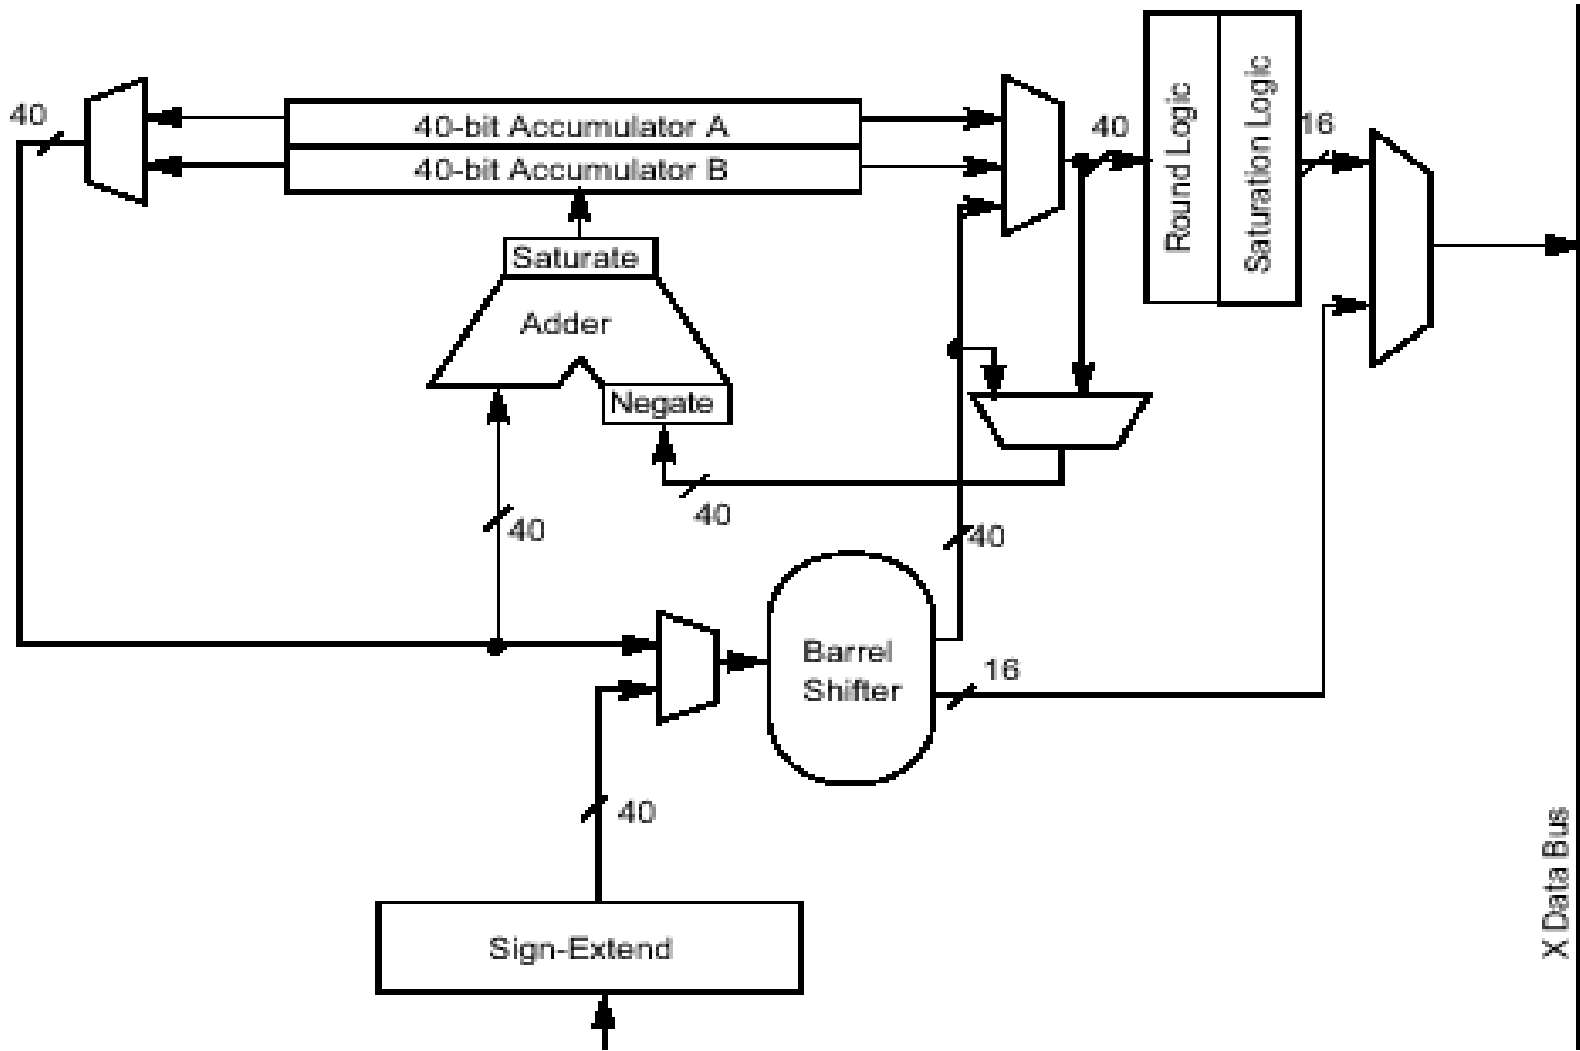 40
40-bit Accumulator A
40-bit Accumulator B
40
Round Logic
Saturation Logic
16
Saturate
Adder
Negate
40
40
40
Barrel
Shifter
16
40
Sign-Extend
X Data Bus